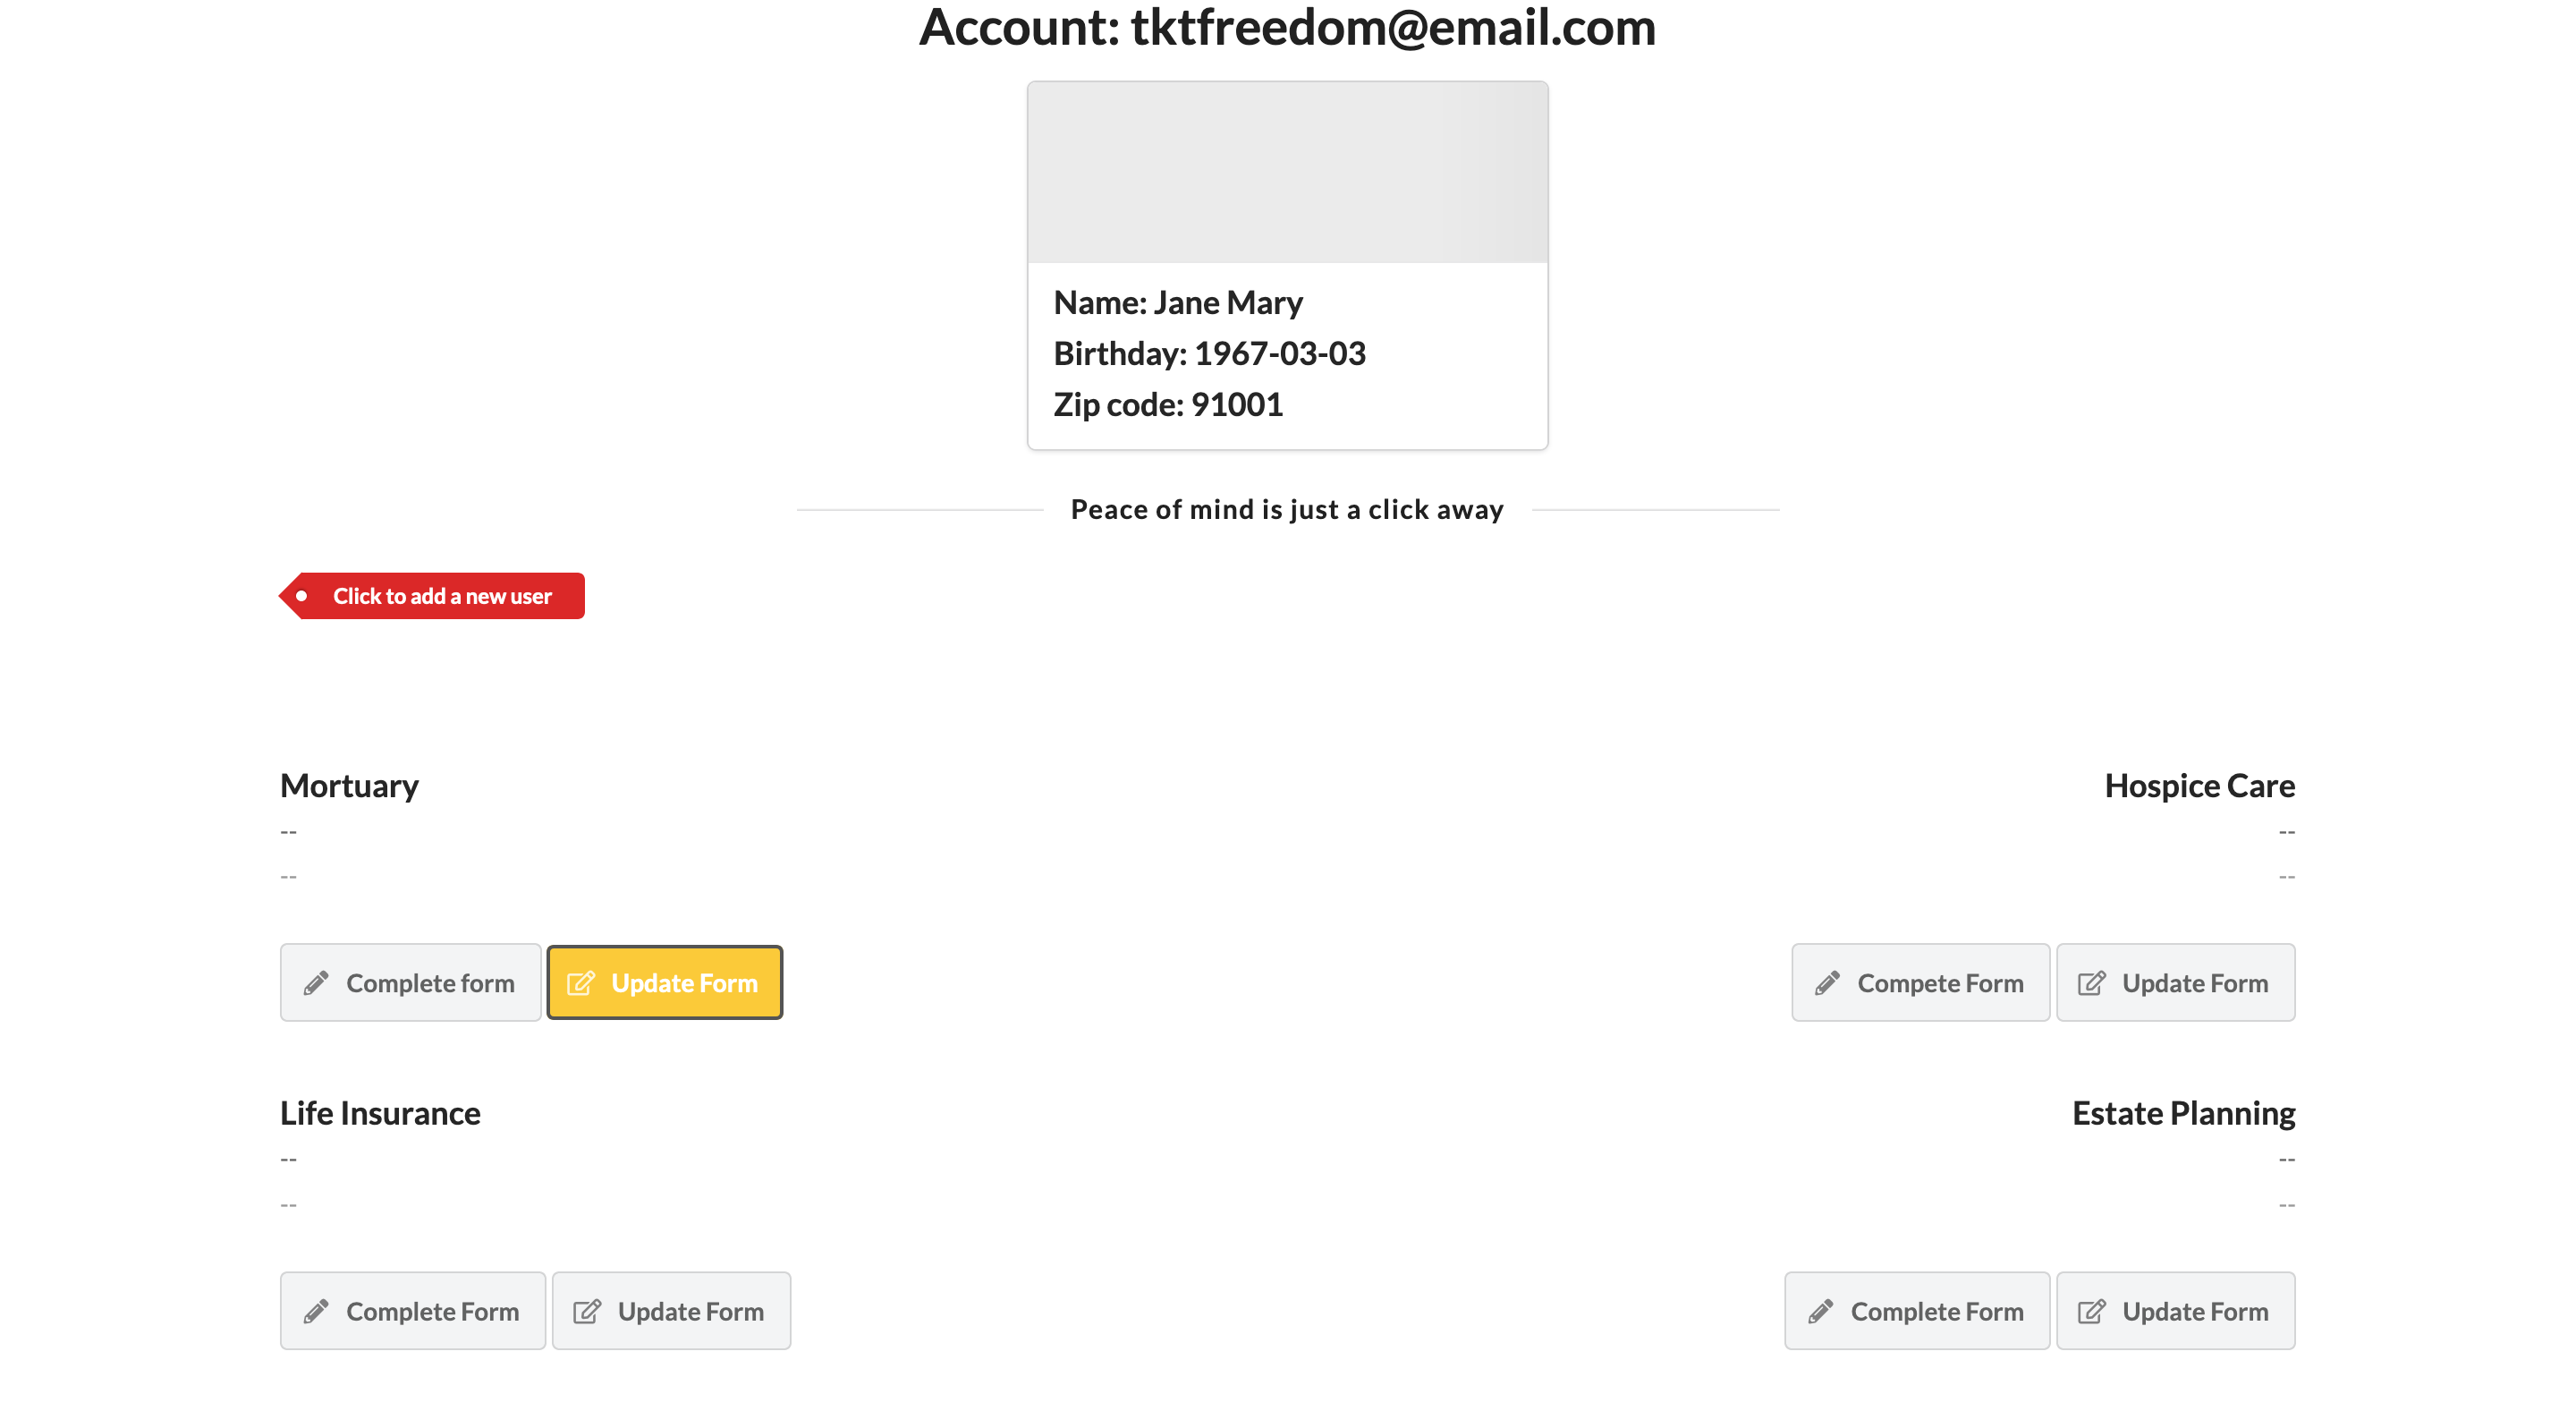 Account: tktfreedom@email.com
Name: Jane Mary
Birthday: 1967-03-03
Zip code: 91001
Peace of mind is just a click away
Click to add a new user
Mortuary
--
--
Complete form
Update Form
Hospice Care
--
--
Compete Form
Update Form
Life Insurance
--
--
Complete Form
Update Form
Estate Planning
--
--
Complete Form
Update Form